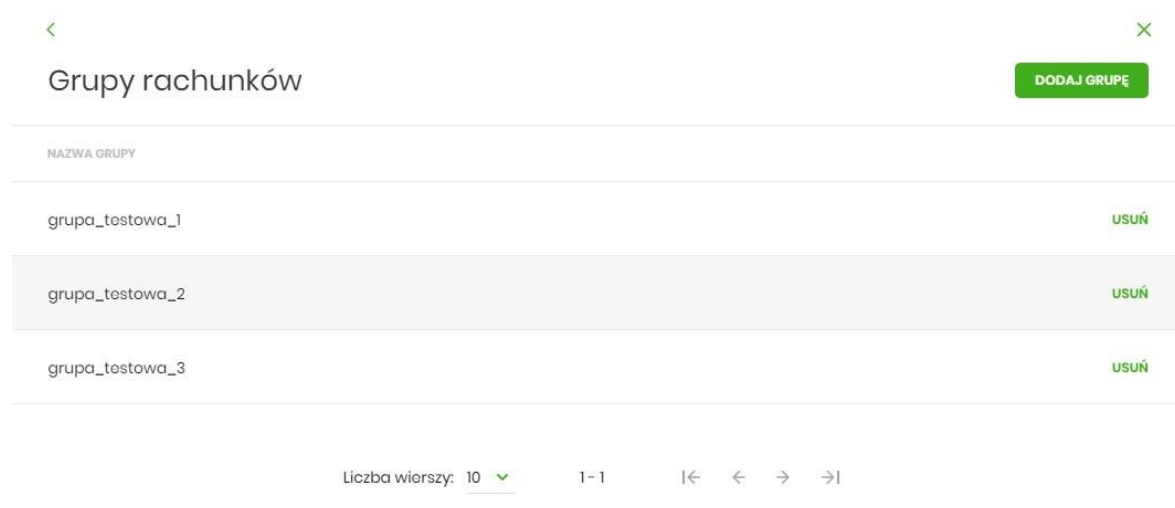 Grupy rachunków
DODAJ GRUPĘ
NAZWA GRUPY
grupa_testowa_1 USUŃ
grupa_testowa_2 USUŃ
grupa_testowa_3 USUŃ
Liczba wierszy: 10 1 - 1